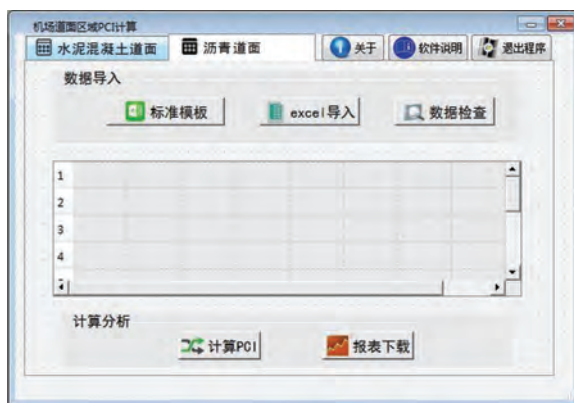 机场道面区域PCI计算
水泥混凝土道面 沥青道面 关于 软件说明 退出程序
数据导入
标准模板 excel导入 数据检查
1
2
3
4
计算分析
计算PCI 报表下载